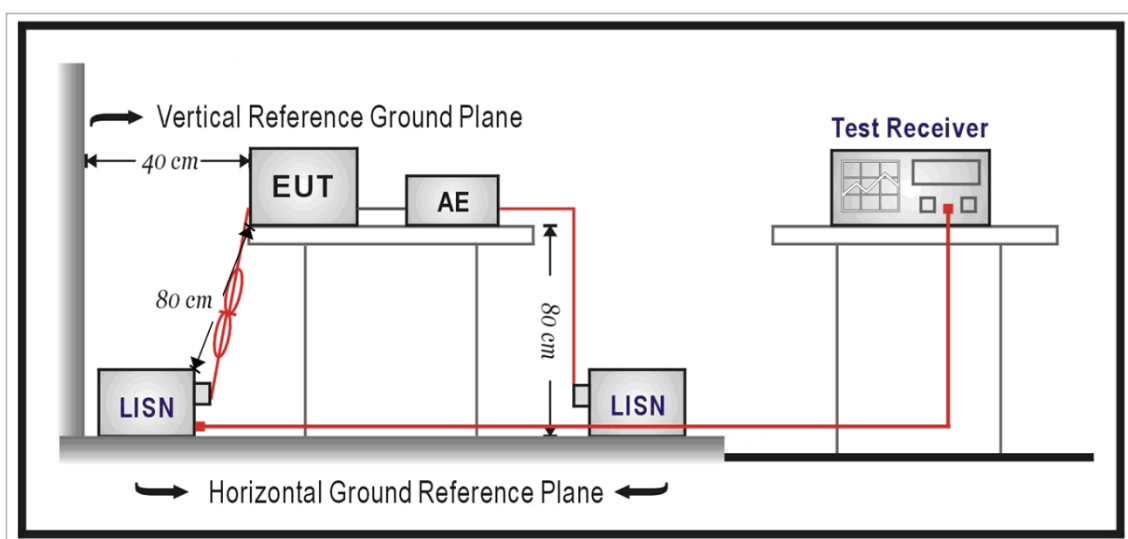 Vertical Reference Ground Plane
Test Receiver
40 cm
EUT
AE
80 cm
80 cm
LISN
LISN
Horizontal Ground Reference Plane